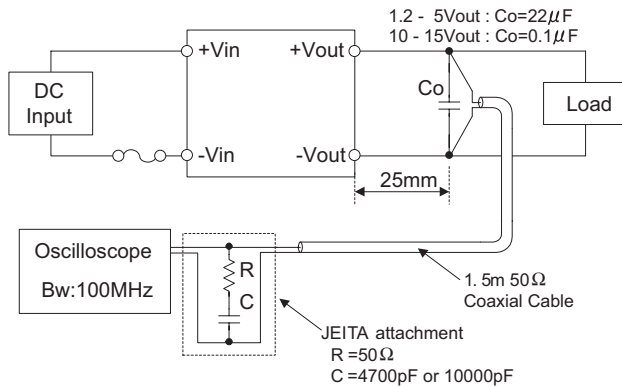 1.2 - 5Vout : Co=22μF
10 - 15Vout : Co=0.1μF
+Vin
+Vout
DC
Input
Co
Load
-Vin
-Vout
25mm
Oscilloscope
Bw:100MHz
R
C
1.5m 50Ω
Coaxial Cable
JEITA attachment
R=50Ω
C=4700pF or 10000pF